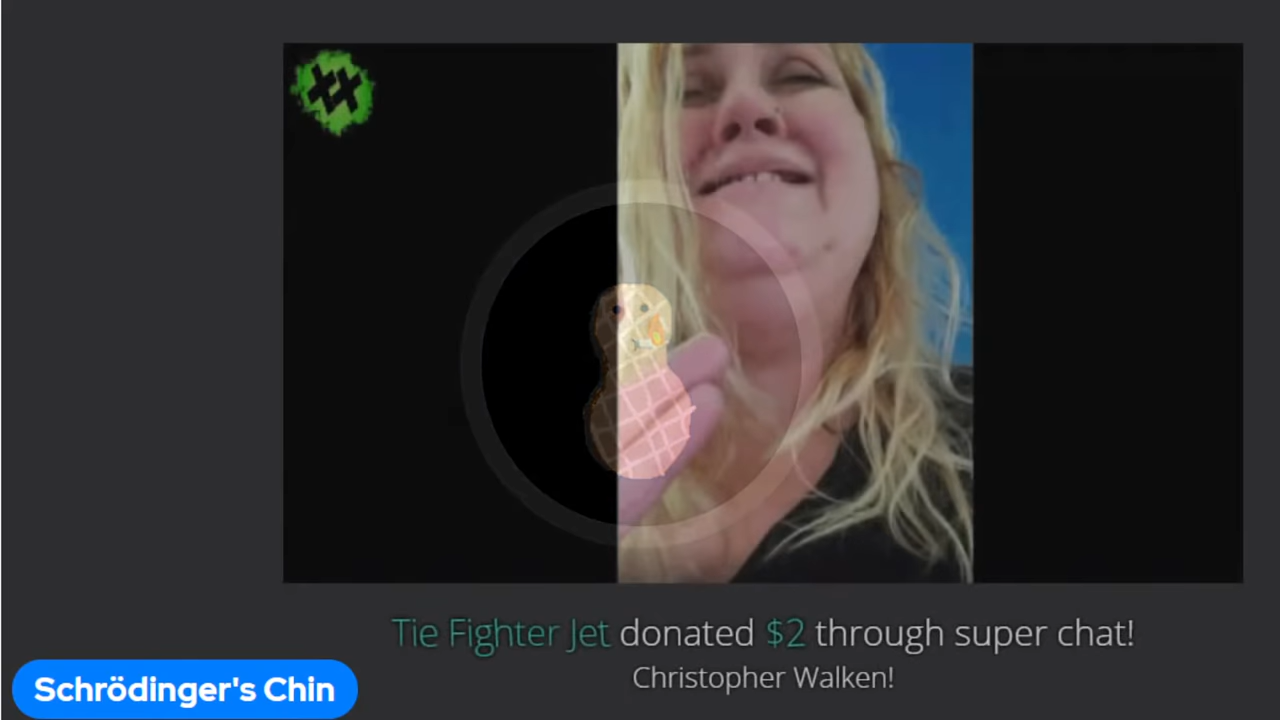 Tie Fighter Jet donated $2 through super chat!
Christopher Walken!
Schrödinger's Chin